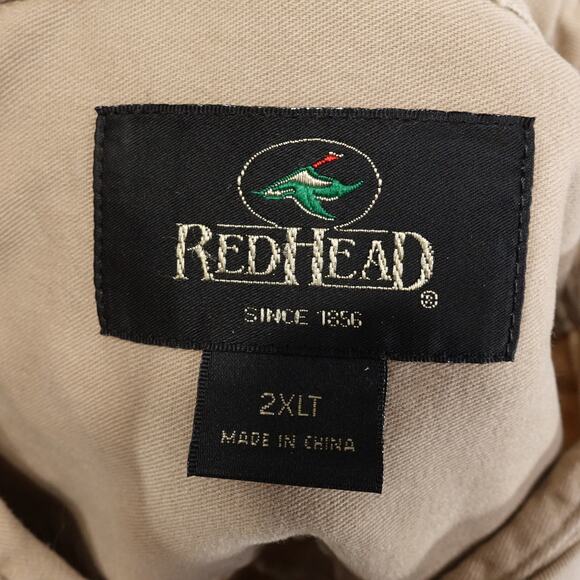 REDHEAD
®
SINCE 1856
2XLT
MADE IN CHINA